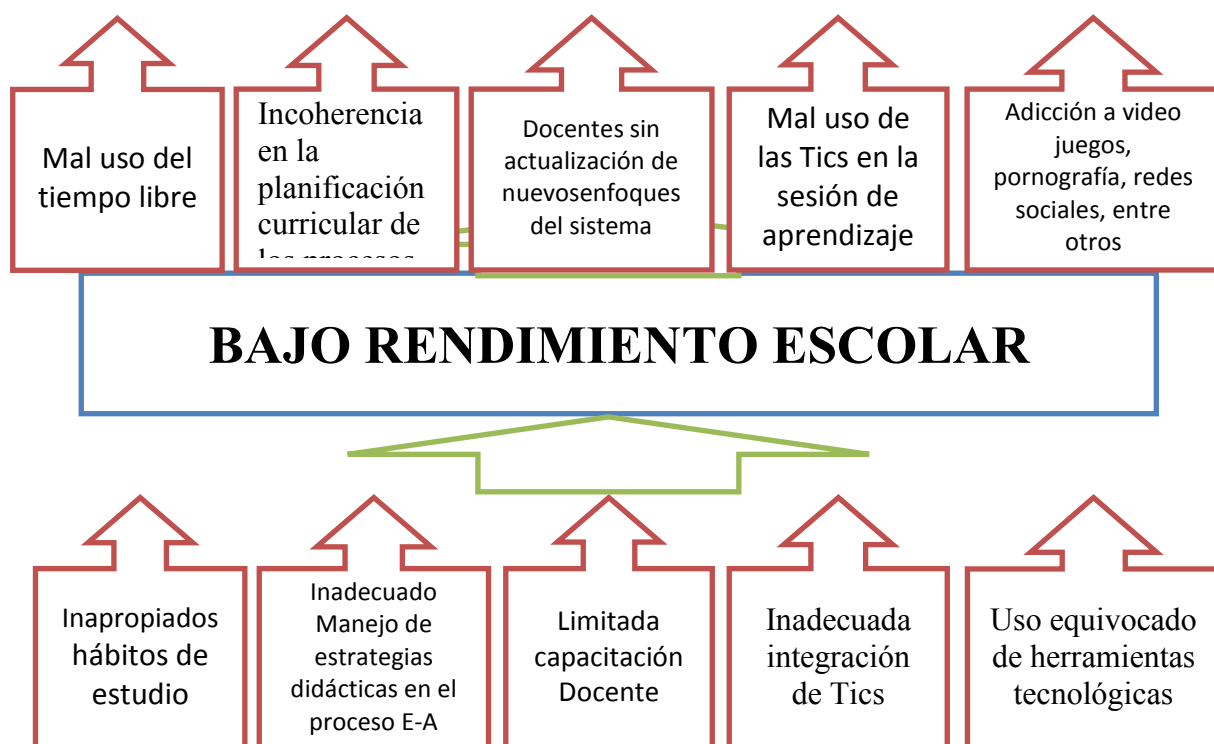 Mal uso del
tiempo libre
Incoherencia
en la
planificación
curricular de
los procesos
Docentes sin
actualización de
nuevosenfoques
del sistema
Mal uso de
las Tics en la
sesión de
aprendizaje
Adicción a video
juegos,
pornografía, redes
sociales, entre
otros
BAJO RENDIMIENTO ESCOLAR
Inapropiados
hábitos de
estudio
Inadecuado
Manejo de
estrategias
didácticas en el
proceso E-A
Limitada
capacitación
Docente
Inadecuada
integración
de Tics
Uso equivocado
de herramientas
tecnológicas